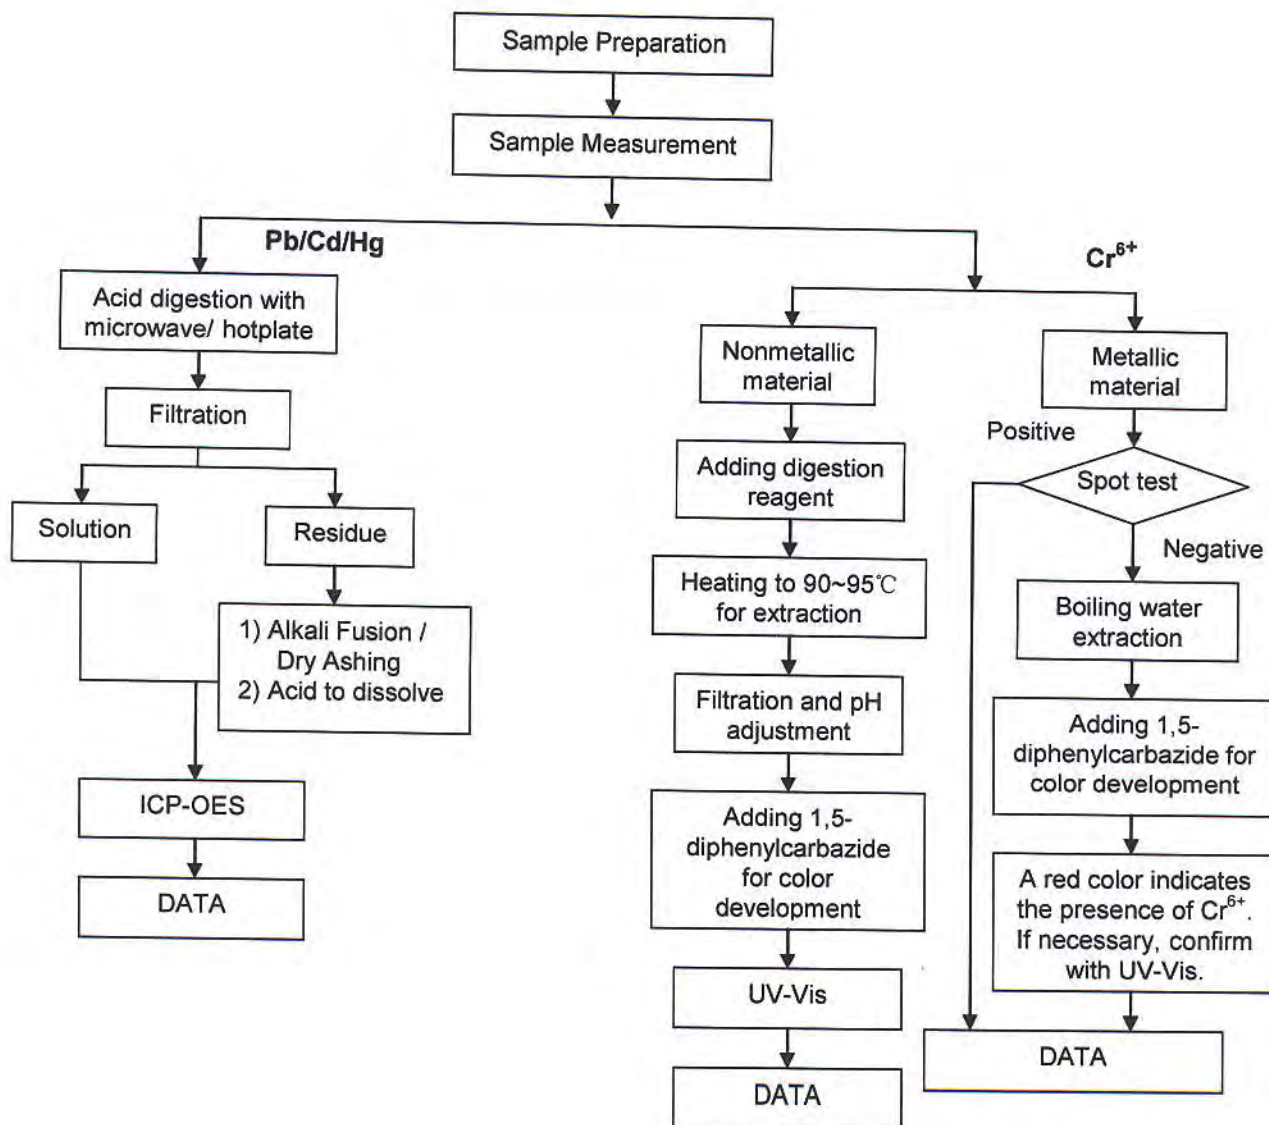 Sample Preparation
Sample Measurement
Pb/Cd/Hg
Cr⁶⁺
Acid digestion with
microwave/ hotplate
Filtration
Solution
Residue
1) Alkali Fusion /
Dry Ashing
2) Acid to dissolve
ICP-OES
DATA
Nonmetallic
material
Adding digestion
reagent
Heating to 90~95℃
for extraction
Filtration and pH
adjustment
Adding 1,5-
diphenylcarbazide
for color
development
UV-Vis
DATA
Metallic
material
Positive
Spot test
Negative
Boiling water
extraction
Adding 1,5-
diphenylcarbazide for
color development
A red color indicates
the presence of Cr⁶⁺.
If necessary, confirm
with UV-Vis.
DATA